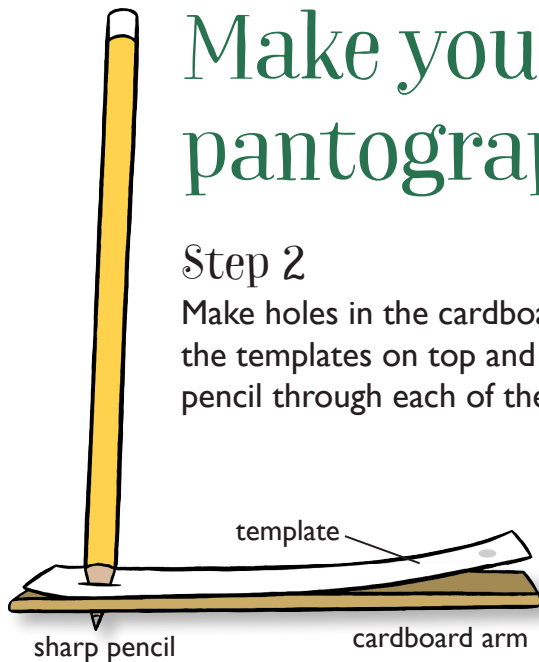 Make you
pantograp
Step 2
Make holes in the cardboa
the templates on top and
pencil through each of the
template
sharp pencil
cardboard arm